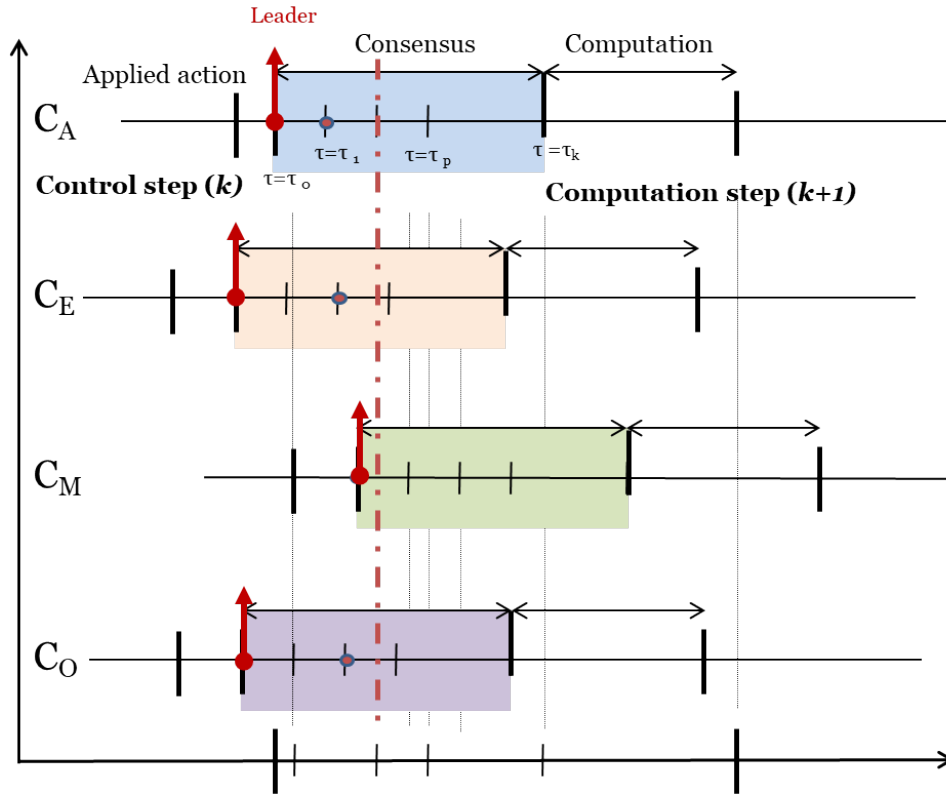 Leader
Consensus
Computation
Applied action
C_A
τ=τ_1
τ=τ_p
τ=τ_k
τ=τ_o
Control step (k)
Computation step (k+1)
C_E
C_M
C_O